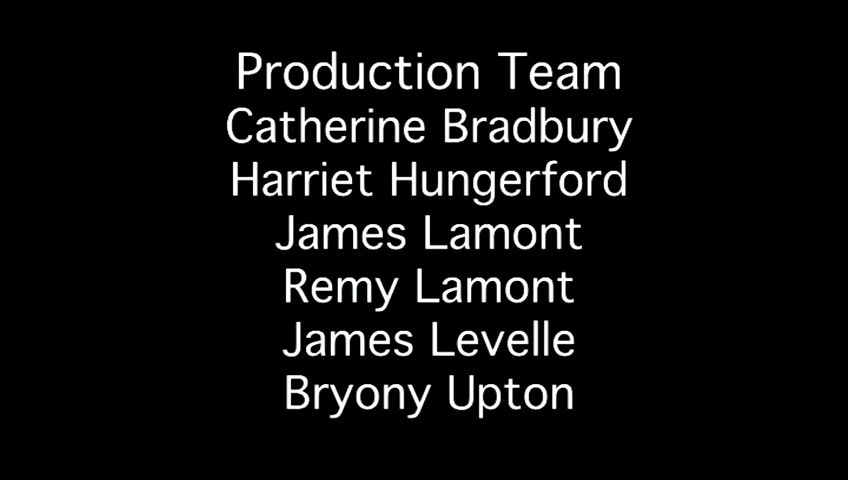 Production Team
Catherine Bradbury
Harriet Hungerford
James Lamont
Remy Lamont
James Levelle
Bryony Upton